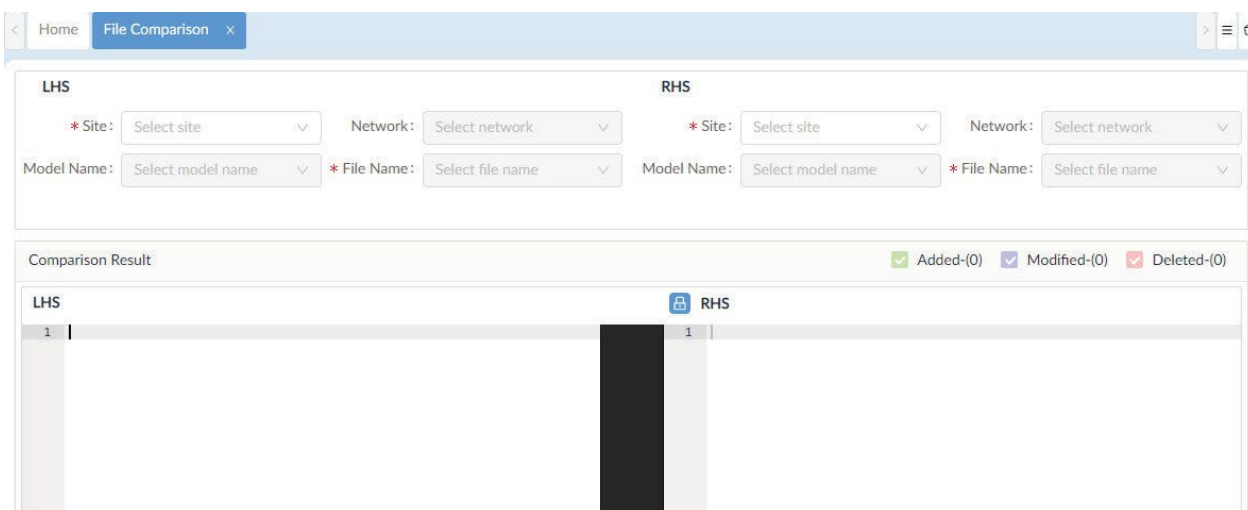 Home File Comparison x
LHS RHS
* Site: Select site Network: Select network * Site: Select site Network: Select network
Model Name: Select model name * File Name: Select file name Model Name: Select model name * File Name: Select file name
Comparison Result Added-(0) Modified-(0) Deleted-(0)
LHS RHS
1 1